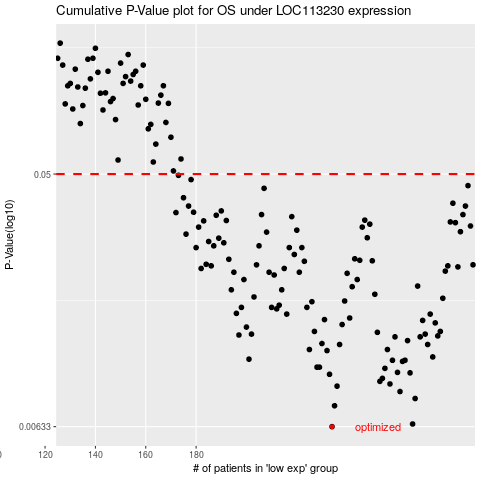 Cumulative P-Value plot for OS under LOC113230 expression
P-Value(log10)
0.05
0.00633
optimized
0 120 140 160 180
# of patients in 'low exp' group